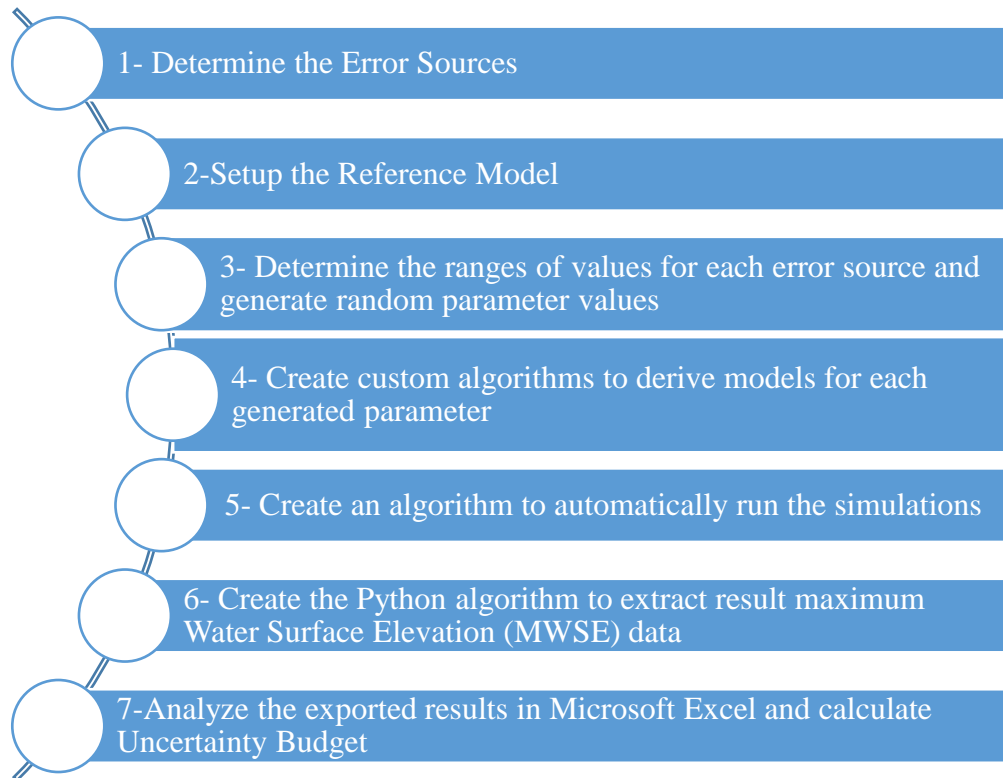 1- Determine the Error Sources
2-Setup the Reference Model
3- Determine the ranges of values for each error source and
generate random parameter values
4- Create custom algorithms to derive models for each
generated parameter
5- Create an algorithm to automatically run the simulations
6- Create the Python algorithm to extract result maximum
Water Surface Elevation (MWSE) data
7-Analyze the exported results in Microsoft Excel and calculate
Uncertainty Budget